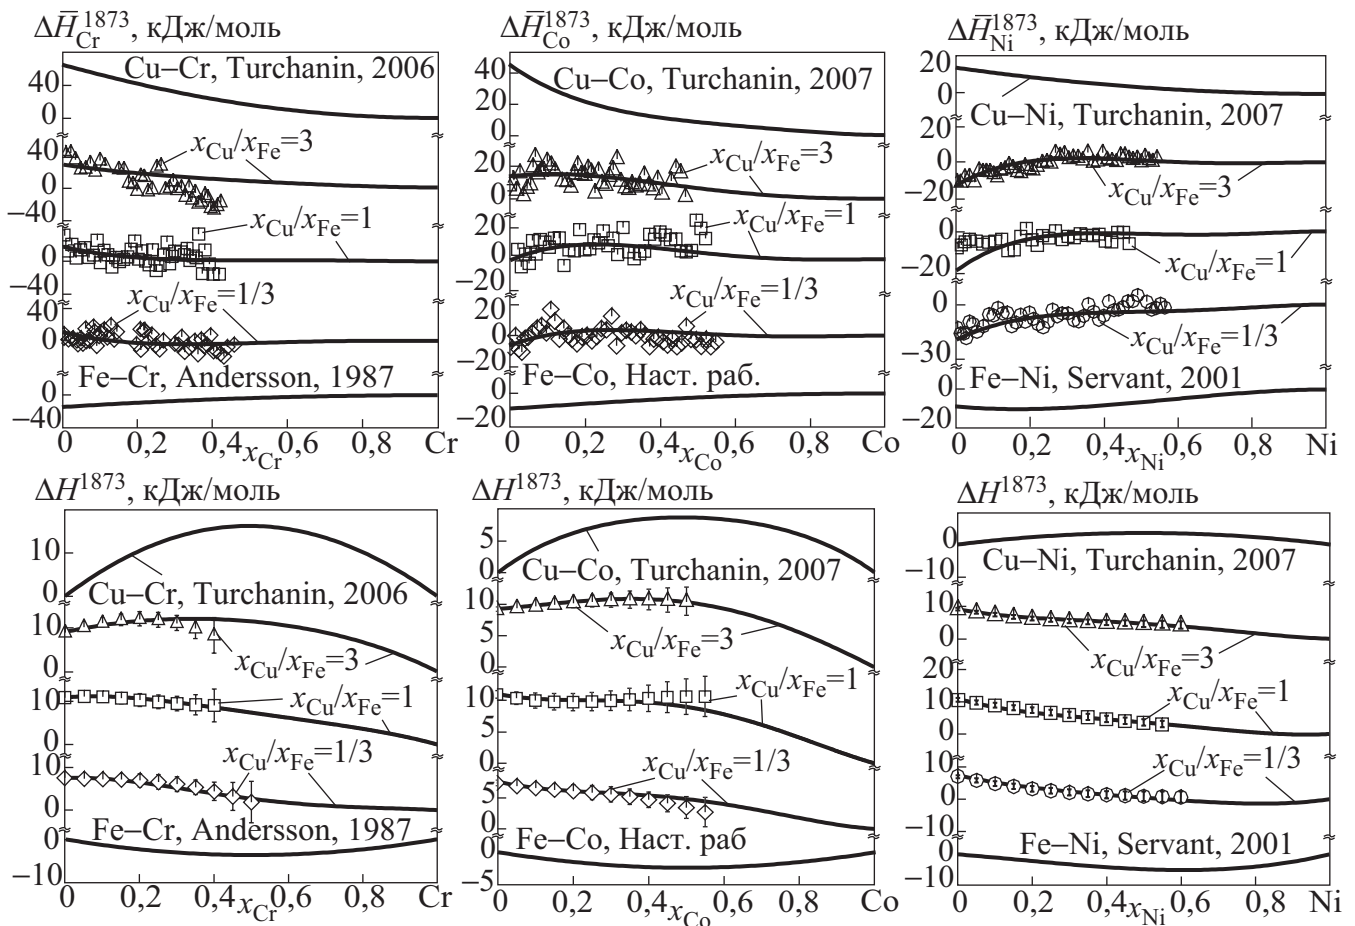 ΔH̅Cr1873, кДж/моль
40
0
Cu–Cr, Turchanin, 2006
40
0
−40
xCu/xFe=3
xCu/xFe=1
0
−40
40
0
xCu/xFe=1/3
Fe–Cr, Andersson, 1987
0
−40
0 0,2 0,4 0,6 0,8 Cr
xCr
ΔH̅Co1873, кДж/моль
40
20
0
Cu–Co, Turchanin, 2007
20
0
xCu/xFe=3
20
0
−20
xCu/xFe=1
20
0
−20
xCu/xFe=1/3
Fe–Co, Наст. раб.
0
−20
0 0,2 0,4 0,6 0,8 Co
xCo
ΔH̅Ni1873, кДж/моль
20
0
Cu–Ni, Turchanin, 2007
20
0
−20
xCu/xFe=3
0
−20
xCu/xFe=1
0
−30
xCu/xFe=1/3
Fe–Ni, Servant, 2001
0
−20
0 0,2 0,4 0,6 0,8 Ni
xNi
ΔH1873, кДж/моль
10
0
Cu–Cr, Turchanin, 2006
10
0
xCu/xFe=3
10
0
xCu/xFe=1
10
0
xCu/xFe=1/3
Fe–Cr, Andersson, 1987
0
−10
0 0,2 0,4 0,6 0,8 Cr
xCr
ΔH1873, кДж/моль
5
0
Cu–Co, Turchanin, 2007
10
5
0
xCu/xFe=3
10
5
0
xCu/xFe=1
5
0
xCu/xFe=1/3
Fe–Co, Наст. раб
0
−5
0 0,2 0,4 0,6 0,8 Co
xCo
ΔH1873, кДж/моль
0
−10
Cu–Ni, Turchanin, 2007
10
0
xCu/xFe=3
20
10
0
xCu/xFe=1
10
0
−10
xCu/xFe=1/3
Fe–Ni, Servant, 2001
0
−10
0 0,2 0,4 0,6 0,8 Ni
xNi